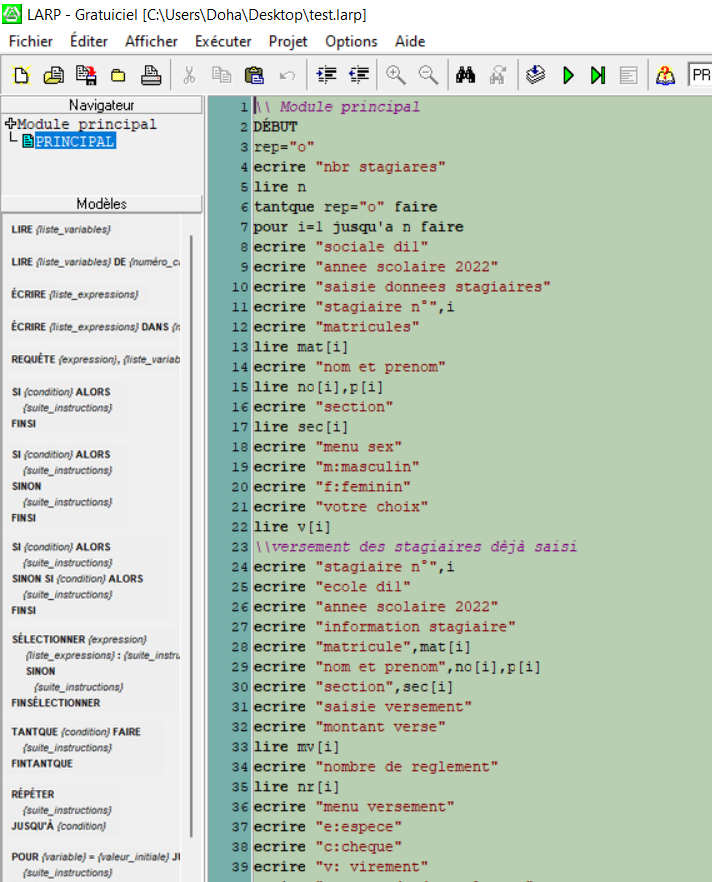 LARP - Gratuiciel [C:\Users\Doha\Desktop\test.larp]
Fichier Éditer Afficher Exécuter Projet Options Aide
PR
Navigateur
Module principal
PRINCIPAL
Modèles
LIRE {liste_variables}
LIRE {liste_variables} DE {numéro_c
ÉCRIRE {liste_expressions}
ÉCRIRE {liste_expressions} DANS {n
REQUÊTE {expression}, {liste_variab
SI {condition} ALORS
{suite_instructions}
FINSI
SI {condition} ALORS
{suite_instructions}
SINON
{suite_instructions}
FINSI
SI {condition} ALORS
{suite_instructions}
SINON SI {condition} ALORS
{suite_instructions}
FINSI
SÉLECTIONNER {expression}
{liste_expressions} : {suite_instru
SINON
{suite_instructions}
FINSÉLECTIONNER
TANTQUE {condition} FAIRE
{suite_instructions}
FINTANTQUE
RÉPÉTER
{suite_instructions}
JUSQU'À {condition}
POUR {variable} = {valeur_initiale} JU
{suite_instructions}
1 \\ Module principal
2 DÉBUT
3 rep="o"
4 ecrire "nbr stagiares"
5 lire n
6 tantque rep="o" faire
7 pour i=1 jusqu'a n faire
8 ecrire "sociale di1"
9 ecrire "annee scolaire 2022"
10 ecrire "saisie donnees stagiaires"
11 ecrire "stagiaire n°",i
12 ecrire "matricules"
13 lire mat[i]
14 ecrire "nom et prenom"
15 lire no[i],p[i]
16 ecrire "section"
17 lire sec[i]
18 ecrire "menu sex"
19 ecrire "m:masculin"
20 ecrire "f:feminin"
21 ecrire "votre choix"
22 lire v[i]
23 \\versement des stagiaires dèjà saisi
24 ecrire "stagiaire n°",i
25 ecrire "ecole di1"
26 ecrire "annee scolaire 2022"
27 ecrire "information stagiaire"
28 ecrire "matricule",mat[i]
29 ecrire "nom et prenom",no[i],p[i]
30 ecrire "section",sec[i]
31 ecrire "saisie versement"
32 ecrire "montant verse"
33 lire mv[i]
34 ecrire "nombre de reglement"
35 lire nr[i]
36 ecrire "menu versement"
37 ecrire "e:espece"
38 ecrire "c:cheque"
39 ecrire "v: virement"